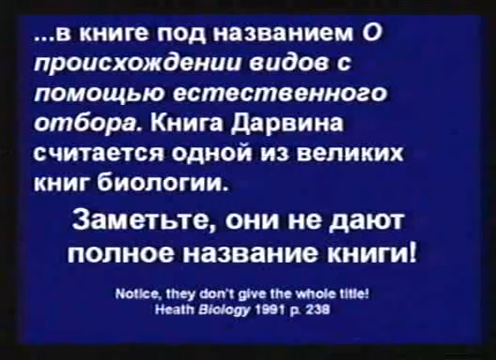 ...в книге под названием О
происхождении видов с
помощью естественного
отбора. Книга Дарвина
считается одной из великих
книг биологии.
Заметьте, они не дают
полное название книги!
Notice, they don't give the whole title!
Heath Biology 1991 p. 238